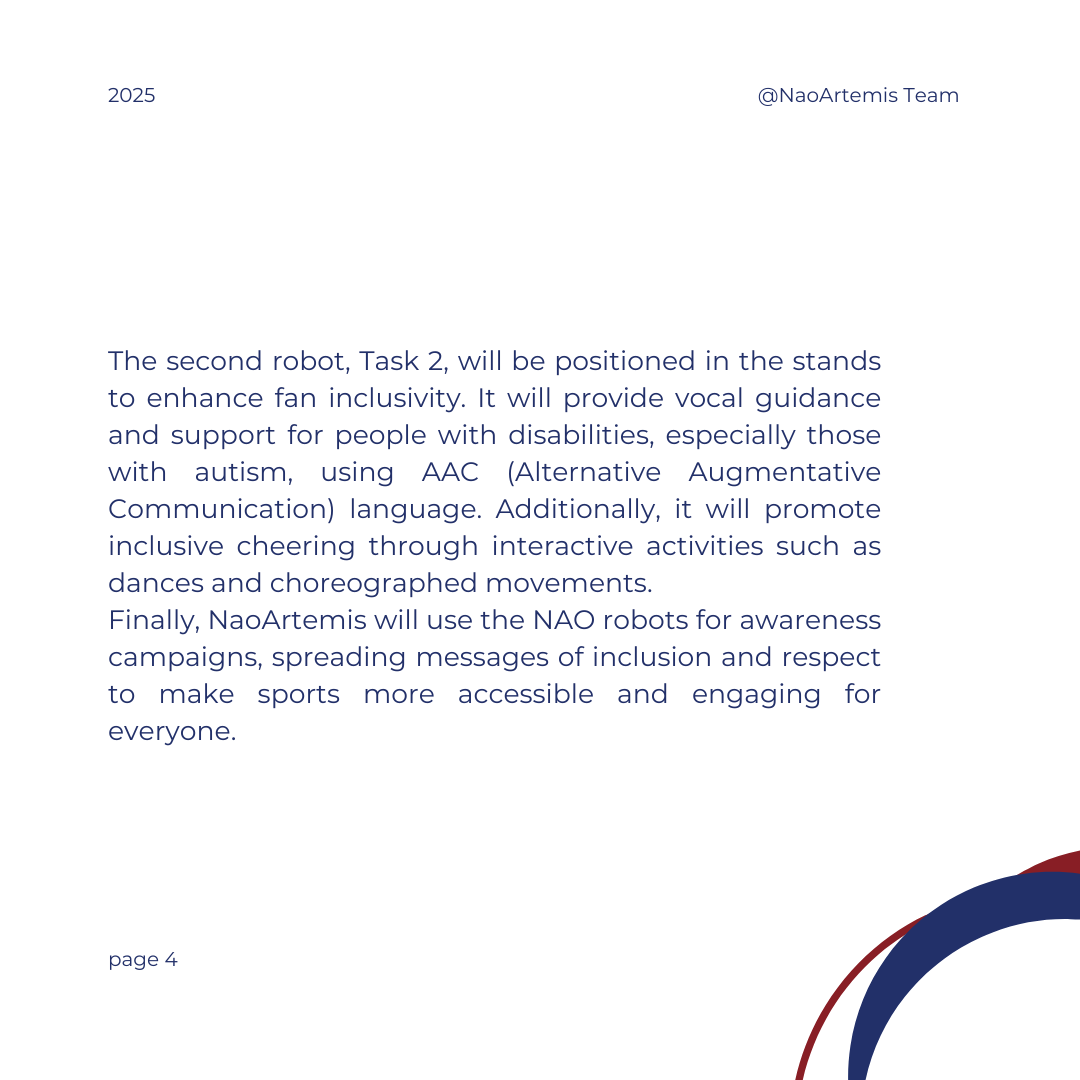 2025
@NaoArtemis Team
The second robot, Task 2, will be positioned in the stands
to enhance fan inclusivity. It will provide vocal guidance
and support for people with disabilities, especially those
with autism, using AAC (Alternative Augmentative
Communication) language. Additionally, it will promote
inclusive cheering through interactive activities such as
dances and choreographed movements.
Finally, NaoArtemis will use the NAO robots for awareness
campaigns, spreading messages of inclusion and respect
to make sports more accessible and engaging for
everyone.
page 4